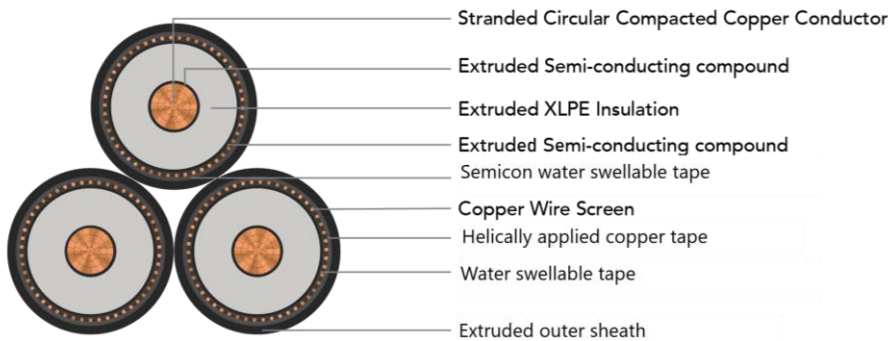 Stranded Circular Compacted Copper Conductor
Extruded Semi-conducting compound
Extruded XLPE Insulation
Extruded Semi-conducting compound
Semicon water swellable tape
Copper Wire Screen
Helically applied copper tape
Water swellable tape
Extruded outer sheath